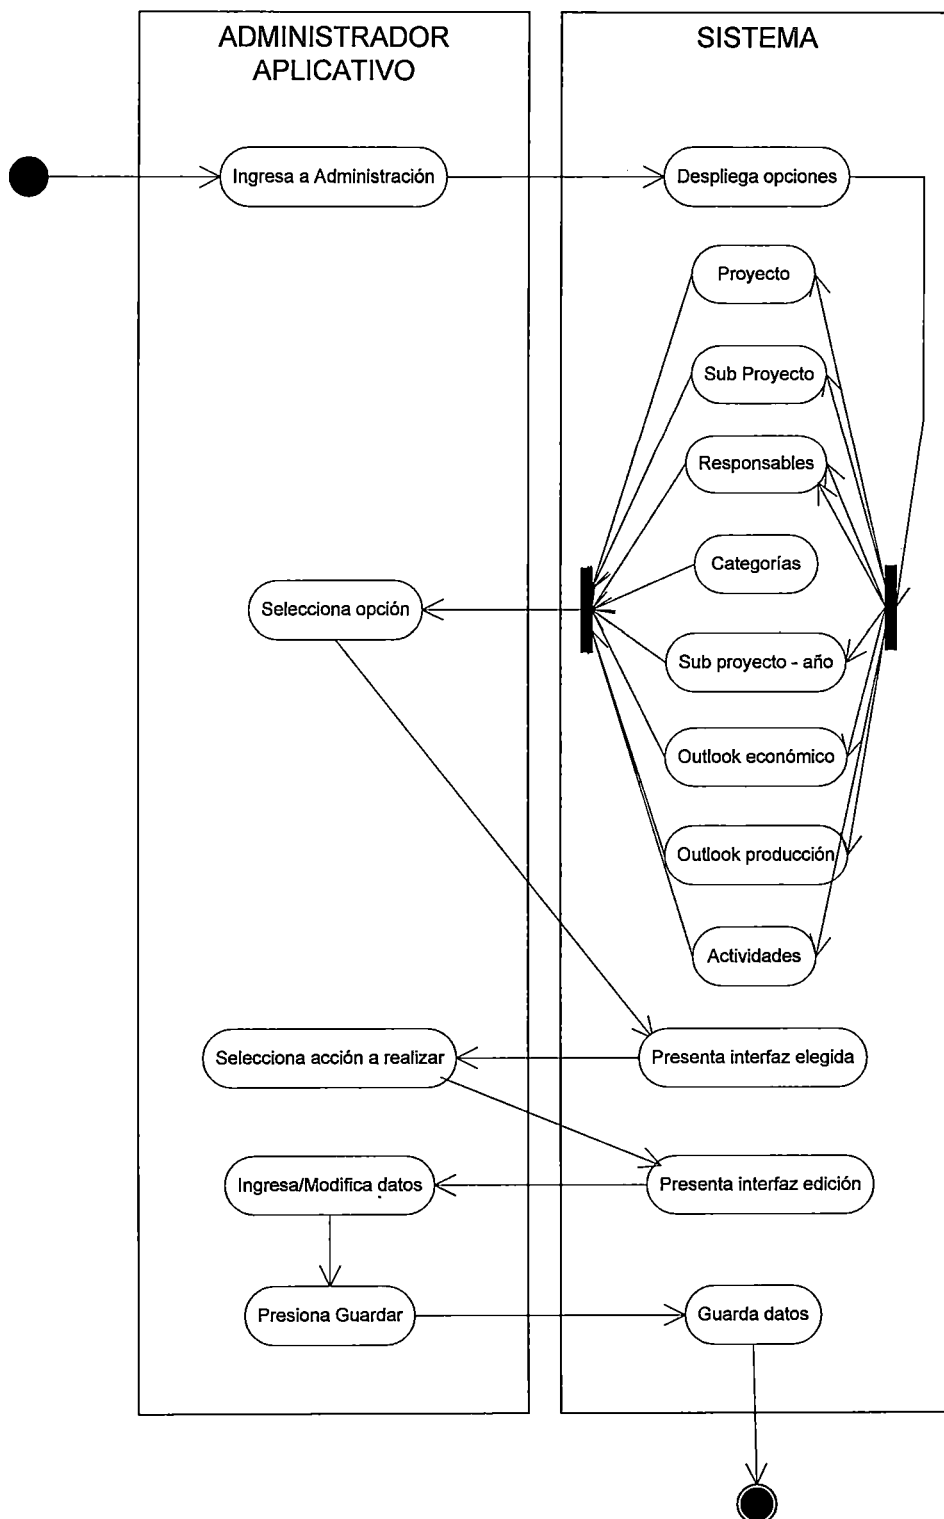 ADMINISTRADOR
APLICATIVO
SISTEMA
Ingresa a Administración
Despliega opciones
Proyecto
Sub Proyecto
Responsables
Categorías
Selecciona opción
Sub proyecto - año
Outlook económico
Outlook producción
Actividades
Selecciona acción a realizar
Presenta interfaz elegida
Ingresa/Modifica datos
Presenta interfaz edición
Presiona Guardar
Guarda datos